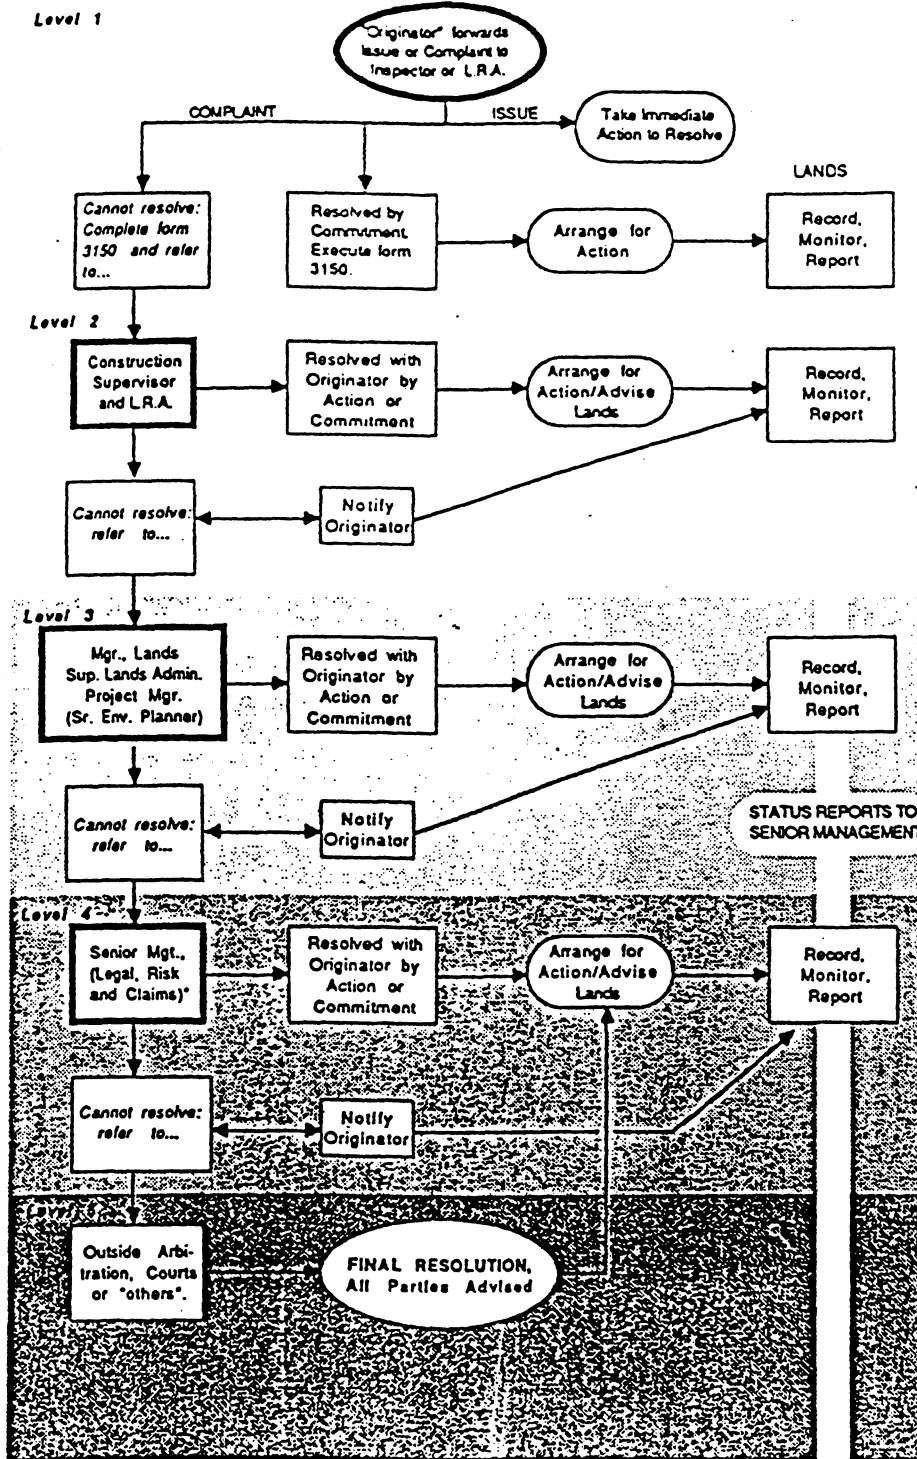 Level 1
"Originator" forwards
Issue or Complaint to
Inspector or L.R.A.
COMPLAINT
ISSUE
Take Immediate
Action to Resolve
LANDS
Cannot resolve:
Complete form
3150 and refer
to...
Resolved by
Commitment,
Execute form
3150.
Arrange for
Action
Record,
Monitor,
Report
Level 2
Construction
Supervisor
and L.R.A.
Resolved with
Originator by
Action or
Commitment
Arrange for
Action/Advise
Lands
Record,
Monitor,
Report
Cannot resolve:
refer to...
Notify
Originator
Level 3
Mgr., Lands
Sup. Lands Admin.
Project Mgr.
(Sr. Env. Planner)
Resolved with
Originator by
Action or
Commitment
Arrange for
Action/Advise
Lands
Record,
Monitor,
Report
Cannot resolve:
refer to...
Notify
Originator
STATUS REPORTS TO
SENIOR MANAGEMENT
Level 4
Senior Mgt.,
(Legal, Risk
and Claims)*
Resolved with
Originator by
Action or
Commitment
Arrange for
Action/Advise
Lands
Record,
Monitor,
Report
Cannot resolve:
refer to...
Notify
Originator
Level 5
Outside Arbi-
tration, Courts
or "others".
FINAL RESOLUTION,
All Parties Advised